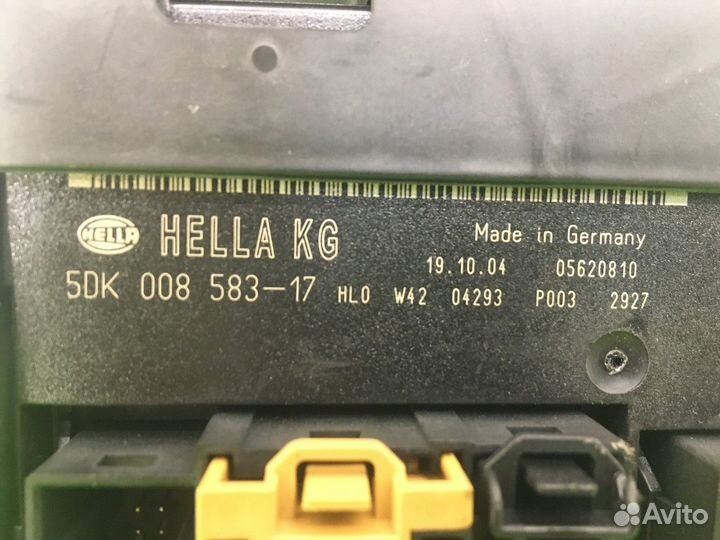 HELLA HELLA KG Made in Germany
19.10.04 05620810
5DK 008 583-17 HL0 W42 04293 P003 2927
Avito